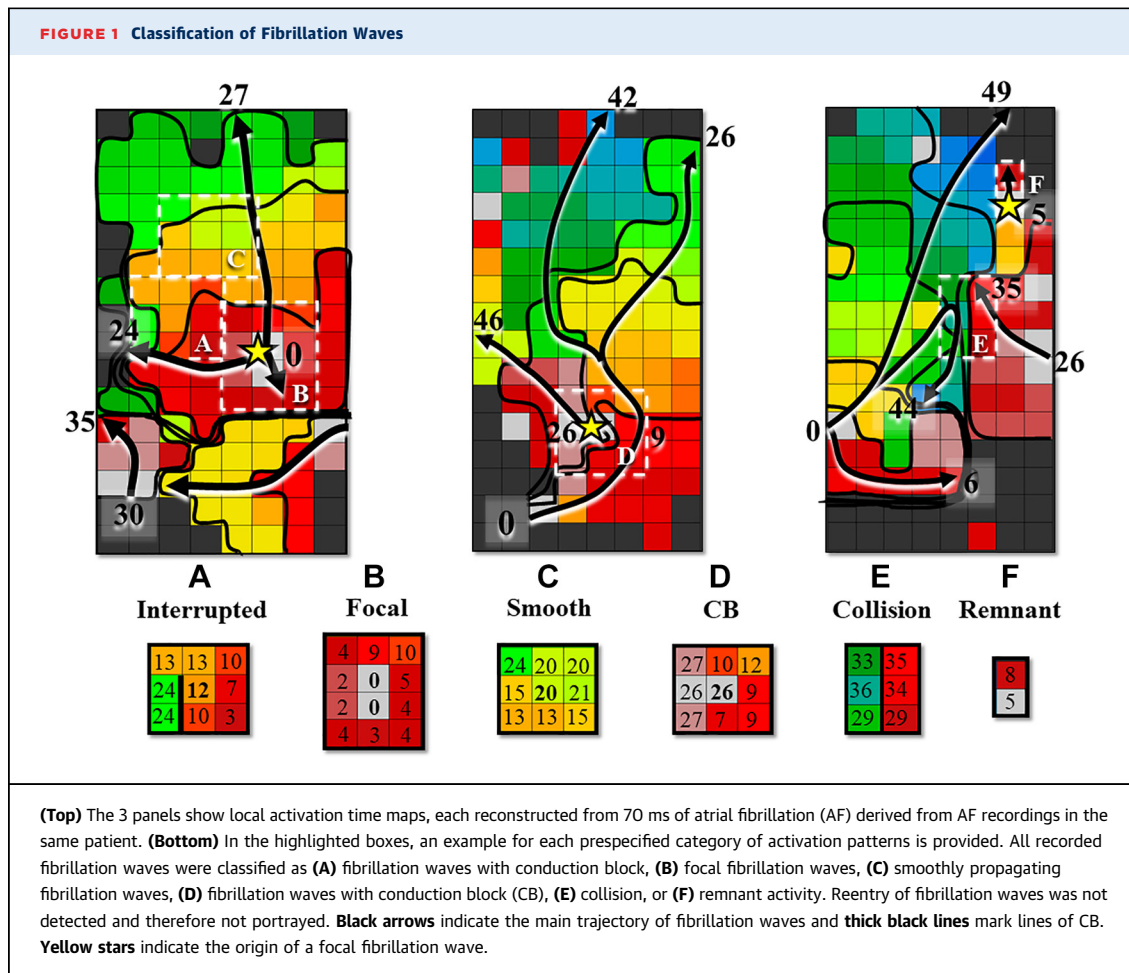 FIGURE 1 Classification of Fibrillation Waves
27
42
49
26
F
5
C
46
35
24
A
0
E
26
B
44
35
26
9
0
D
6
30
0
A B C D E F
Interrupted Focal Smooth CB Collision Remnant
13 13 10
24 12 7
24 10 3
4 9 10
2 0 5
2 0 4
4 3 4
24 20 20
15 20 21
13 13 15
27 10 12
26 26 9
27 7 9
33 35
36 34
29 29
8
5
(Top) The 3 panels show local activation time maps, each reconstructed from 70 ms of atrial fibrillation (AF) derived from AF recordings in the
same patient. (Bottom) In the highlighted boxes, an example for each prespecified category of activation patterns is provided. All recorded
fibrillation waves were classified as (A) fibrillation waves with conduction block, (B) focal fibrillation waves, (C) smoothly propagating
fibrillation waves, (D) fibrillation waves with conduction block (CB), (E) collision, or (F) remnant activity. Reentry of fibrillation waves was not
detected and therefore not portrayed. Black arrows indicate the main trajectory of fibrillation waves and thick black lines mark lines of CB.
Yellow stars indicate the origin of a focal fibrillation wave.